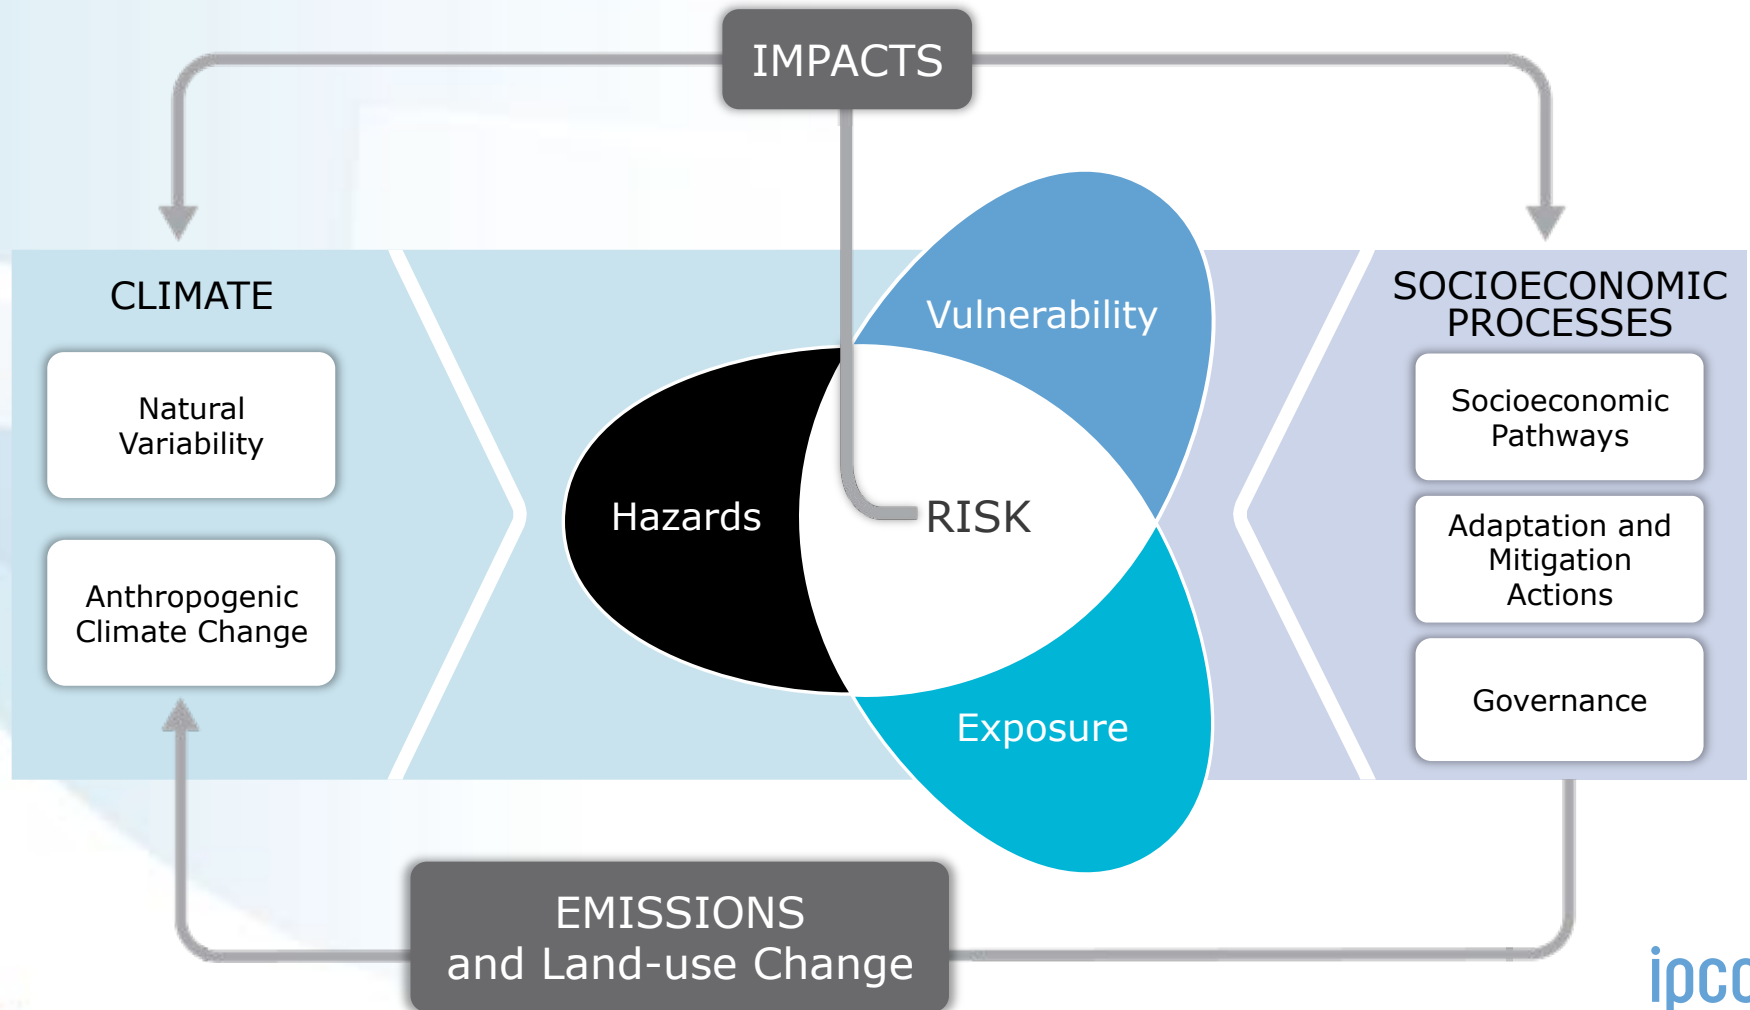 IMPACTS
CLIMATE
Natural
Variability
Anthropogenic
Climate Change
Vulnerability
Hazards
RISK
Exposure
SOCIOECONOMIC
PROCESSES
Socioeconomic
Pathways
Adaptation and
Mitigation
Actions
Governance
EMISSIONS
and Land-use Change
ipcc